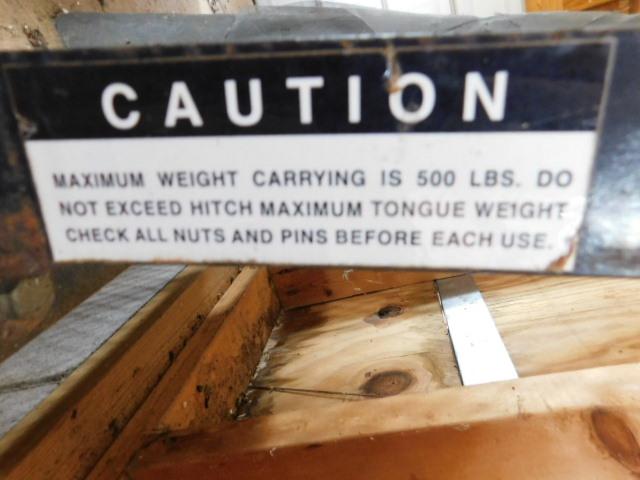 CAUTION
MAXIMUM WEIGHT CARRYING IS 500 LBS. DO
NOT EXCEED HITCH MAXIMUM TONGUE WEIGHT
CHECK ALL NUTS AND PINS BEFORE EACH USE.